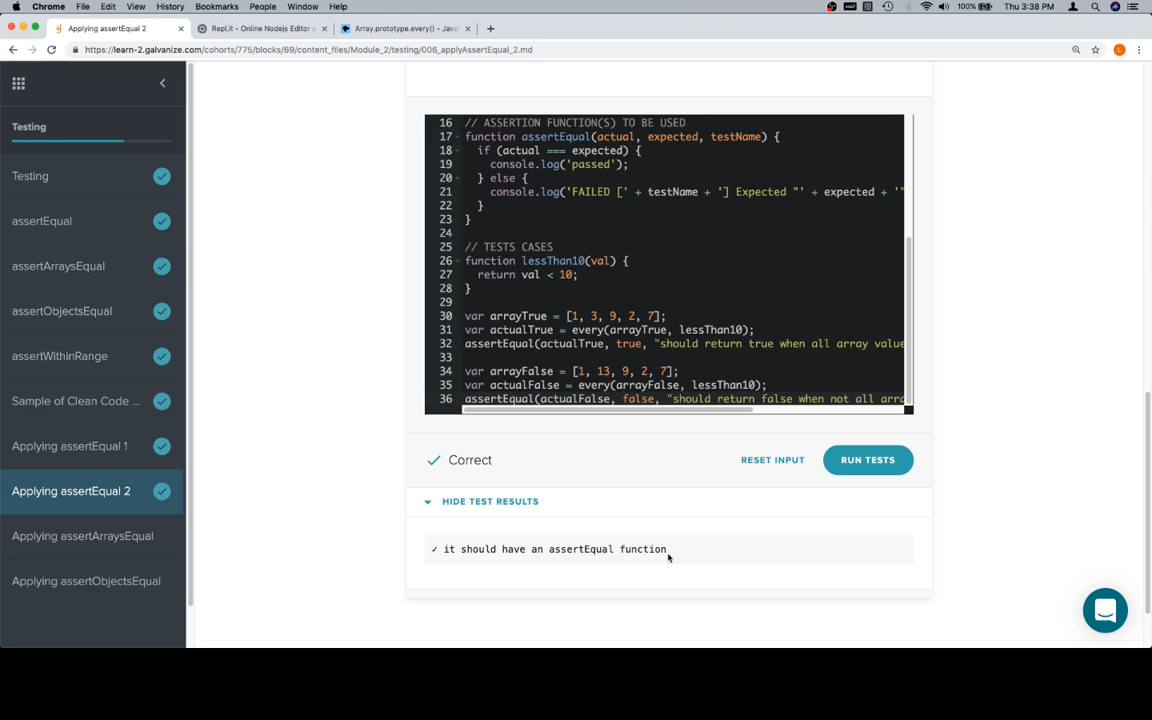 Chrome File Edit View History Bookmarks People Window Help 100% Thu 3:38 PM
Applying assertEqual 2
Repl.it - Online Nodejs Editor a
Array.prototype.every() - Java
https://learn-2.galvanize.com/cohorts/775/blocks/69/content_files/Module_2/testing/006_applyAssertEqual_2.md
L
Testing
Testing
assertEqual
assertArraysEqual
assertObjectsEqual
assertWithinRange
Sample of Clean Code ...
Applying assertEqual 1
Applying assertEqual 2
Applying assertArraysEqual
Applying assertObjectsEqual
16 // ASSERTION FUNCTION(S) TO BE USED
17 function assertEqual(actual, expected, testName) {
18 if (actual === expected) {
19 console.log('passed');
20 } else {
21 console.log('FAILED [' + testName + '] Expected "' + expected + '"
22 }
23 }
24
25 // TESTS CASES
26 function lessThan10(val) {
27 return val < 10;
28 }
29
30 var arrayTrue = [1, 3, 9, 2, 7];
31 var actualTrue = every(arrayTrue, lessThan10);
32 assertEqual(actualTrue, true, "should return true when all array value
33
34 var arrayFalse = [1, 13, 9, 2, 7];
35 var actualFalse = every(arrayFalse, lessThan10);
36 assertEqual(actualFalse, false, "should return false when not all arra
Correct
RESET INPUT
RUN TESTS
HIDE TEST RESULTS
✓ it should have an assertEqual function